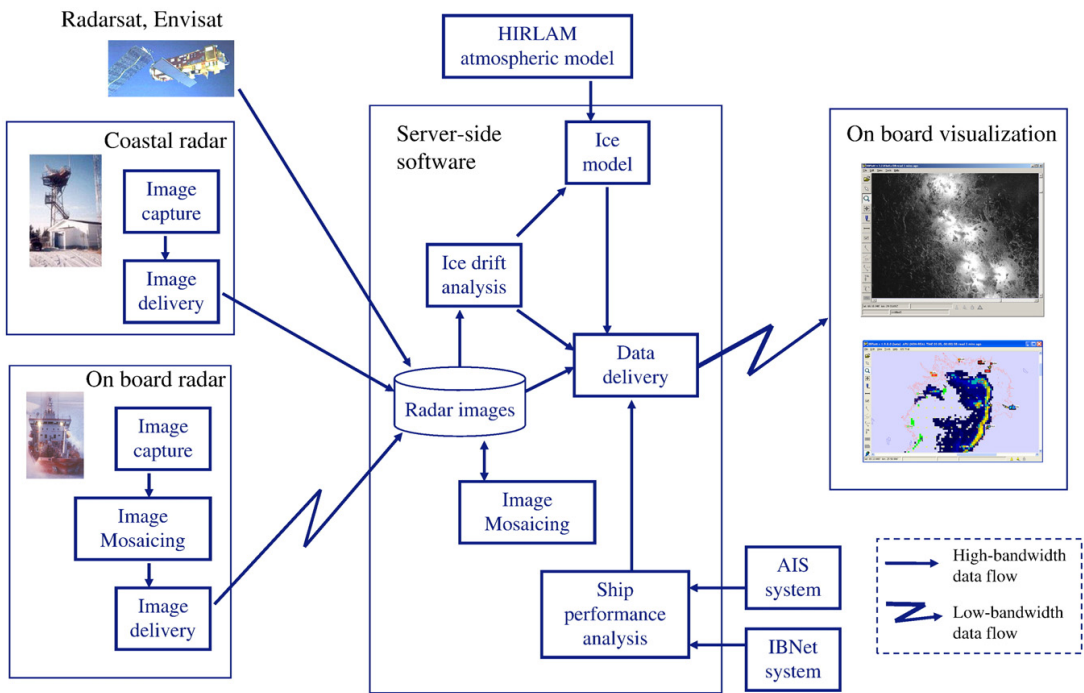 Radarsat, Envisat
HIRLAM
atmospheric model
Coastal radar
Image
capture
Image
delivery
Server-side
software
Ice
model
Ice drift
analysis
Data
delivery
Radar images
Image
Mosaicing
Ship
performance
analysis
AIS
system
IBNet
system
On board radar
Image
capture
Image
Mosaicing
Image
delivery
On board visualization
High-bandwidth
data flow
Low-bandwidth
data flow